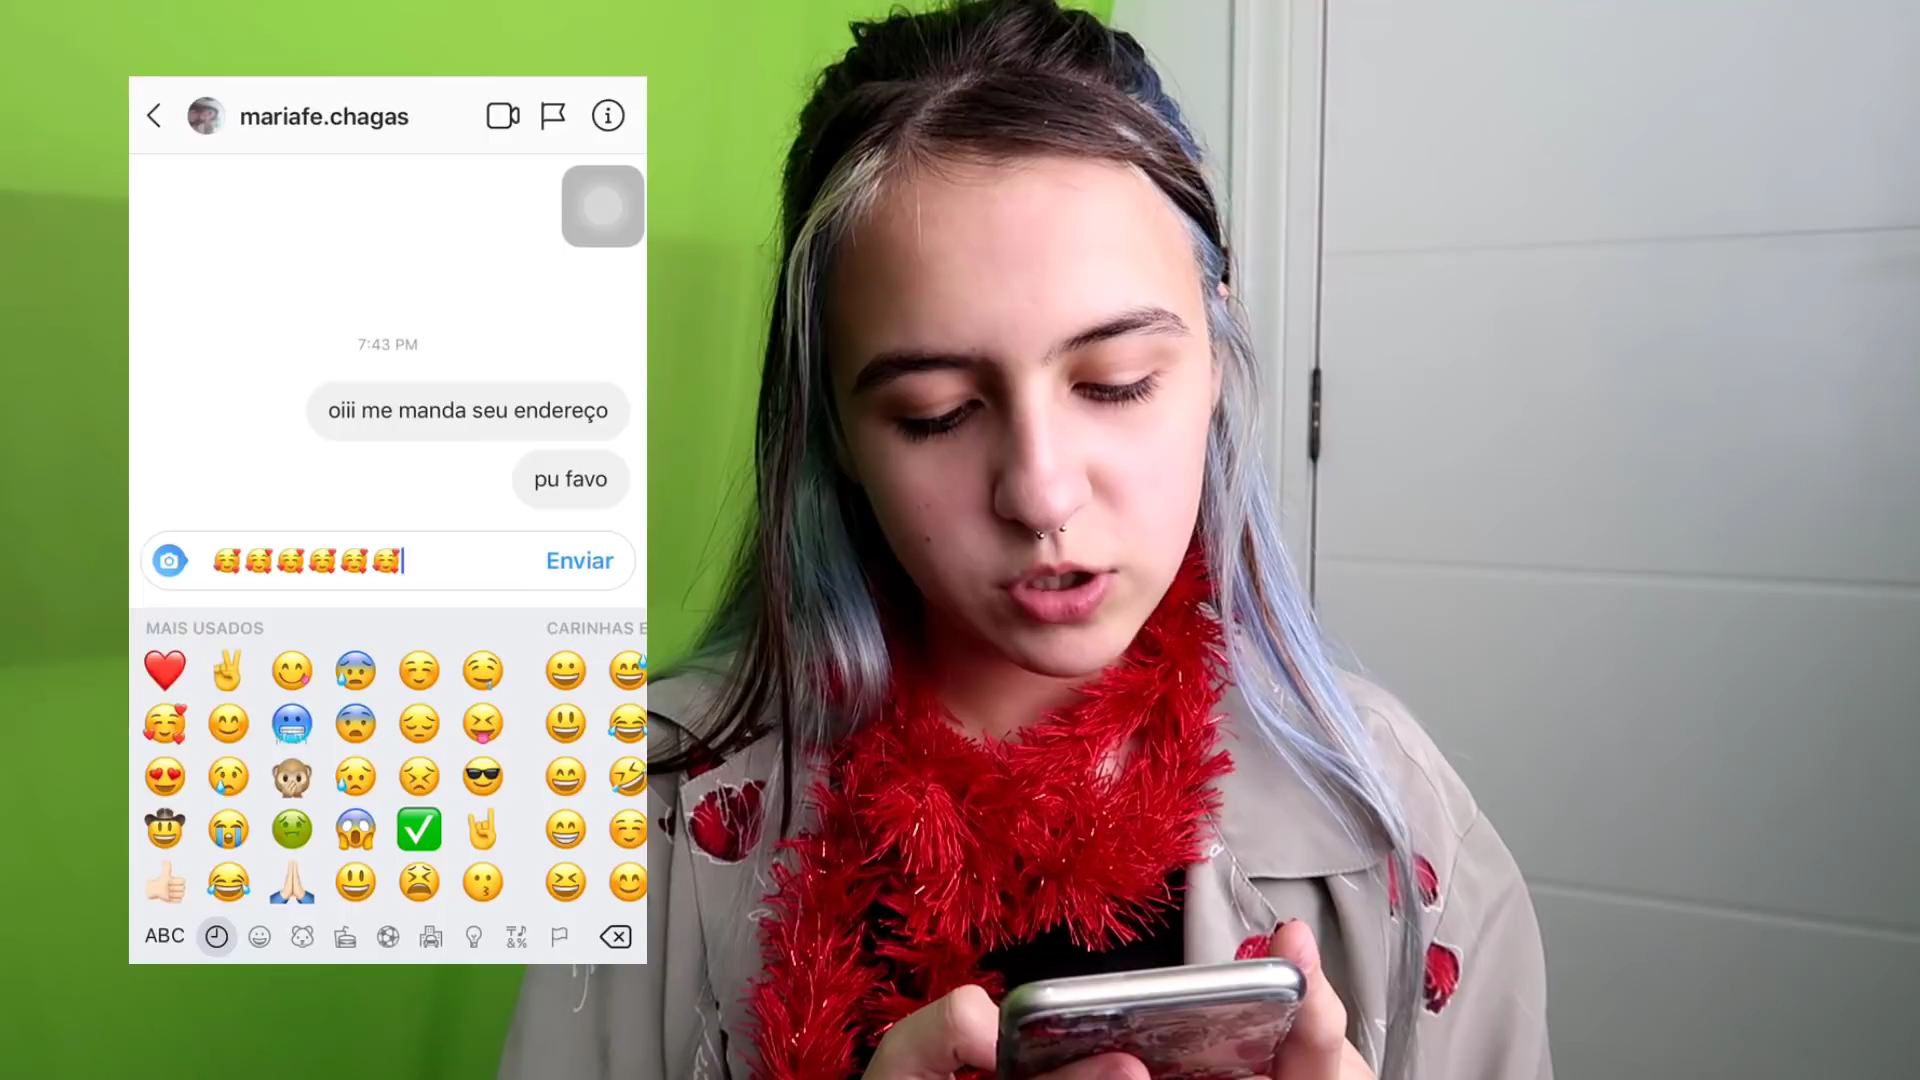 mariafe.chagas
7:43 PM
oiii me manda seu endereço
pu favo
🥰🥰🥰🥰🥰🥰
Enviar
MAIS USADOS
CARINHAS E
ABC